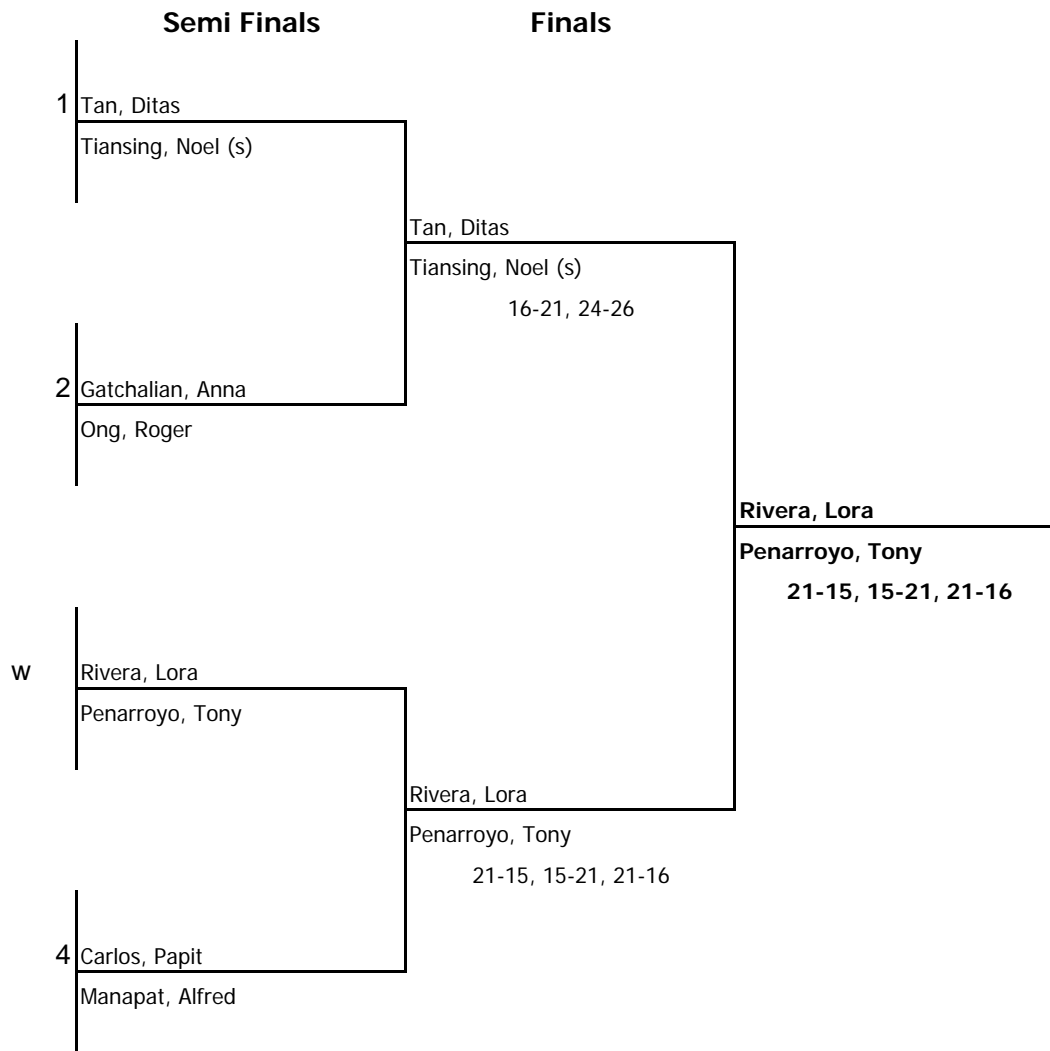 Semi Finals Finals
1 Tan, Ditas
Tiansing, Noel (s)
Tan, Ditas
Tiansing, Noel (s)
16-21, 24-26
2 Gatchalian, Anna
Ong, Roger
Rivera, Lora
Penarroyo, Tony
21-15, 15-21, 21-16
w Rivera, Lora
Penarroyo, Tony
Rivera, Lora
Penarroyo, Tony
21-15, 15-21, 21-16
4 Carlos, Papit
Manapat, Alfred